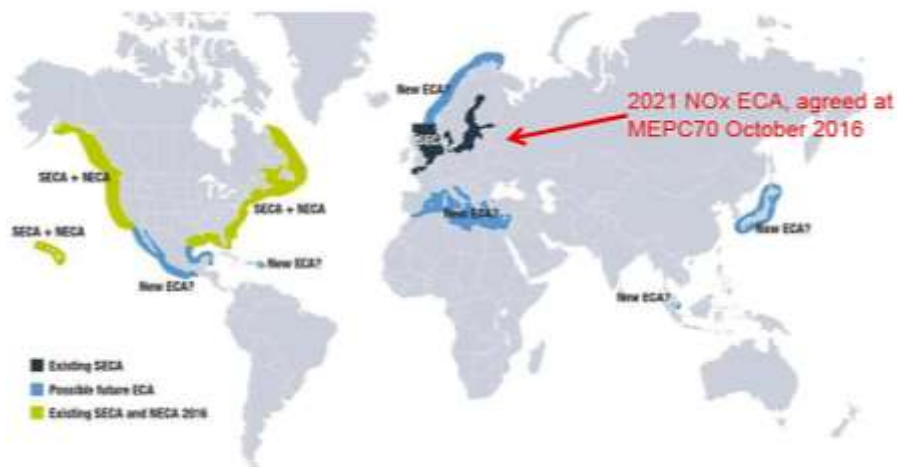 New ECA?
2021 NOx ECA, agreed at
MEPC70 October 2016
SECA
SECA + NECA
SECA + NECA
SECA + NECA
New ECA?
New ECA?
New ECA?
New ECA?
New ECA?
Existing SECA
Possible future ECA
Existing SECA and NECA 2016